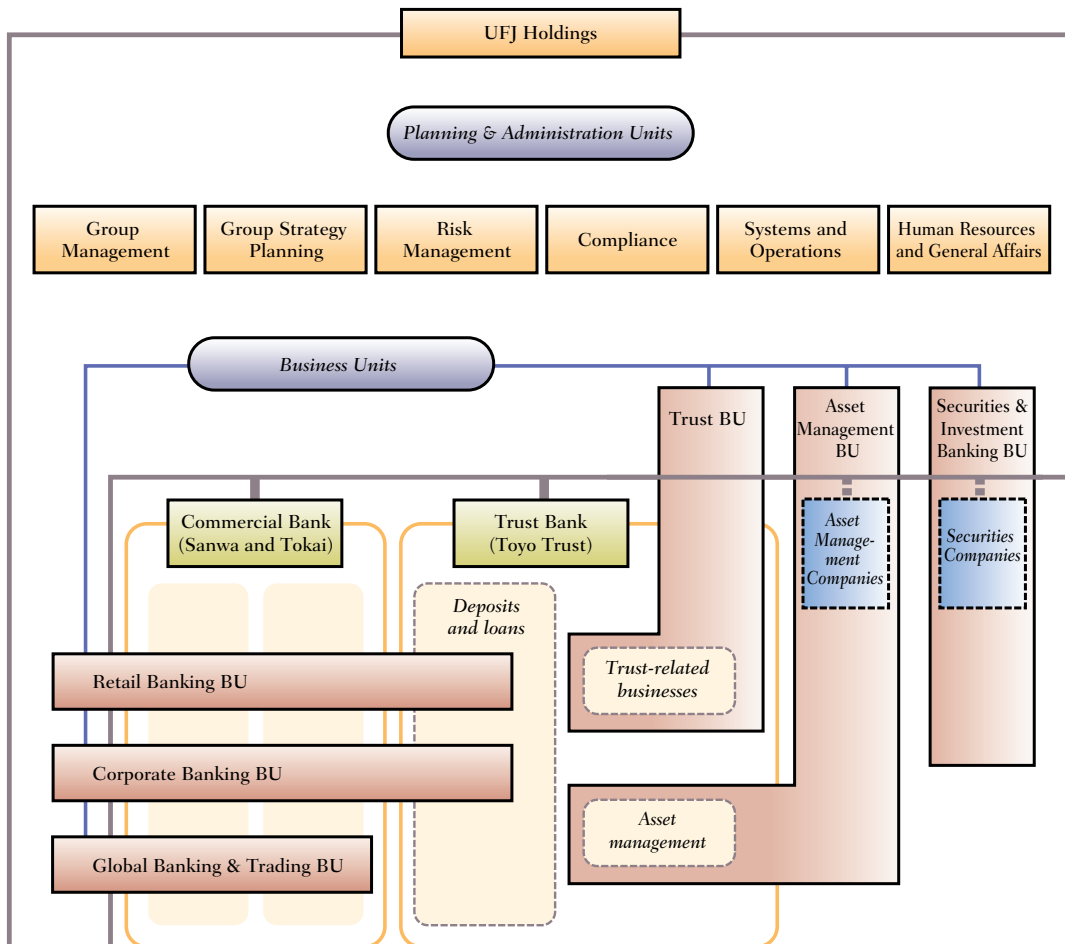 UFJ Holdings
Planning & Administration Units
Group
Management
Group Strategy
Planning
Risk
Management
Compliance
Systems and
Operations
Human Resources
and General Affairs
Business Units
Trust BU
Asset
Management
BU
Securities &
Investment
Banking BU
Commercial Bank
(Sanwa and Tokai)
Trust Bank
(Toyo Trust)
Asset
Manage-
ment
Companies
Securities
Companies
Deposits
and loans
Trust-related
businesses
Retail Banking BU
Corporate Banking BU
Asset
management
Global Banking & Trading BU